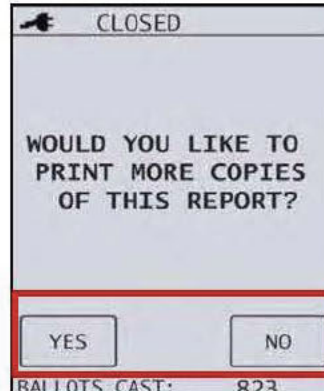 CLOSED
WOULD YOU LIKE TO
PRINT MORE COPIES
OF THIS REPORT?
YES NO
BALLOTS CAST: 823